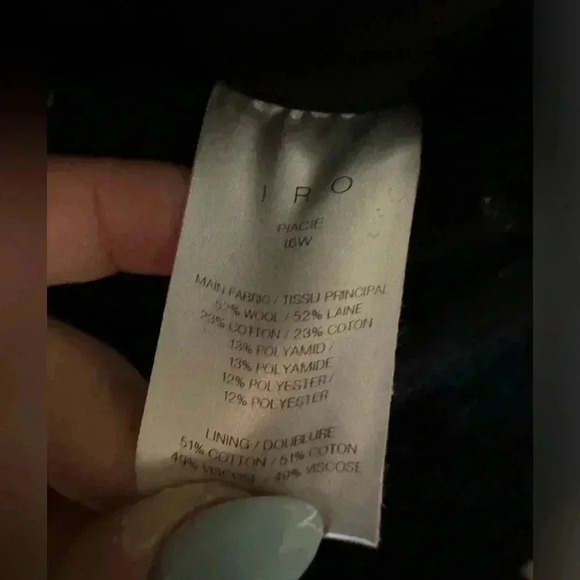 IRO
PIACIE
16W
MAIN FABRIC / TISSU PRINCIPAL
52% WOOL / 52% LAINE
23% COTTON / 23% COTON
13% POLYAMID /
13% POLYAMIDE
12% POLYESTER /
12% POLYESTER
LINING / DOUBLURE
51% COTTON / 51% COTON
49% VISCOSE / 49% VISCOSE